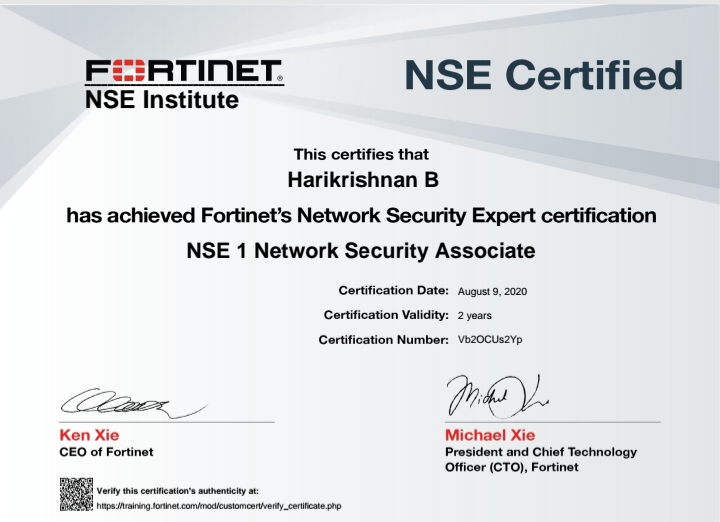 FORTINET®
NSE Institute
NSE Certified
This certifies that
Harikrishnan B
has achieved Fortinet's Network Security Expert certification
NSE 1 Network Security Associate
Certification Date: August 9, 2020
Certification Validity: 2 years
Certification Number: Vb2OCUs2Yp
Ken Xie
CEO of Fortinet
Michael Xie
President and Chief Technology
Officer (CTO), Fortinet
Verify this certification's authenticity at:
https://training.fortinet.com/mod/customcert/verify_certificate.php